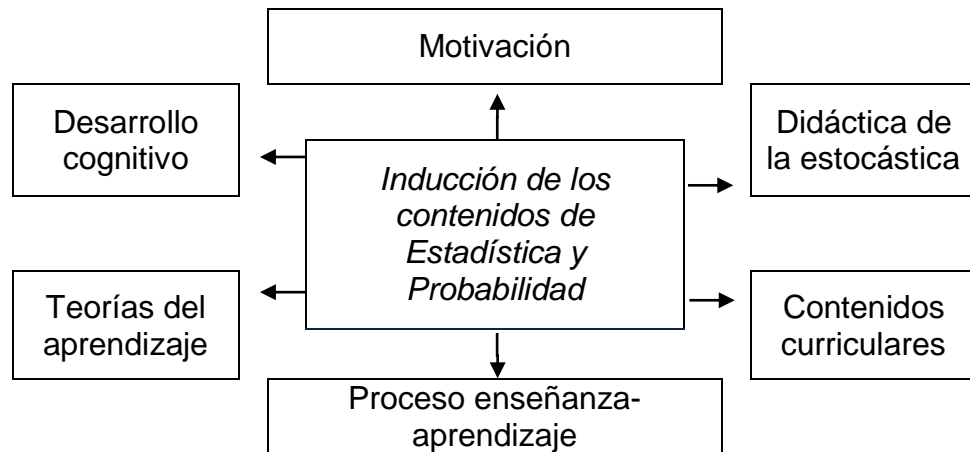 Motivación
Desarrollo
cognitivo
Didáctica de
la estocástica
Inducción de los
contenidos de
Estadística y
Probabilidad
Teorías del
aprendizaje
Contenidos
curriculares
Proceso enseñanza-
aprendizaje